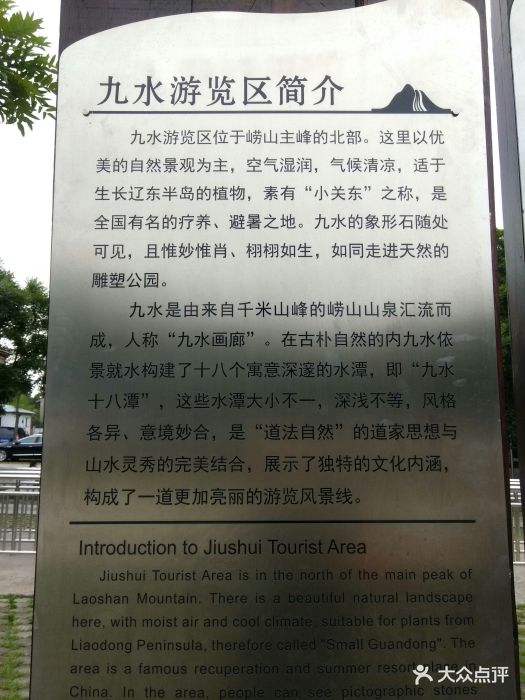 九水游览区简介
九水游览区位于崂山主峰的北部。这里以优
美的自然景观为主，空气湿润，气候清凉，适于
生长辽东半岛的植物，素有“小关东”之称，是
全国有名的疗养、避暑之地。九水的象形石随处
可见，且惟妙惟肖、栩栩如生，如同走进天然的
雕塑公园。
九水是由来自千米山峰的崂山山泉汇流而
成，人称“九水画廊”。在古朴自然的内九水依
景就水构建了十八个寓意深邃的水潭，即“九水
十八潭”，这些水潭大小不一，深浅不等，风格
各异、意境妙合，是“道法自然”的道家思想与
山水灵秀的完美结合，展示了独特的文化内涵，
构成了一道更加亮丽的游览风景线。
Introduction to Jiushui Tourist Area
Jiushui Tourist Area is in the north of the main peak of
Laoshan Mountain. There is a beautiful natural landscape
here, with moist air and cool climate, suitable for plants from
Liaodong Peninsula, therefore called "Small Guandong". The
area is a famous recuperation and summer resort place in
China. In the area, people can see pictographic stones
大众点评